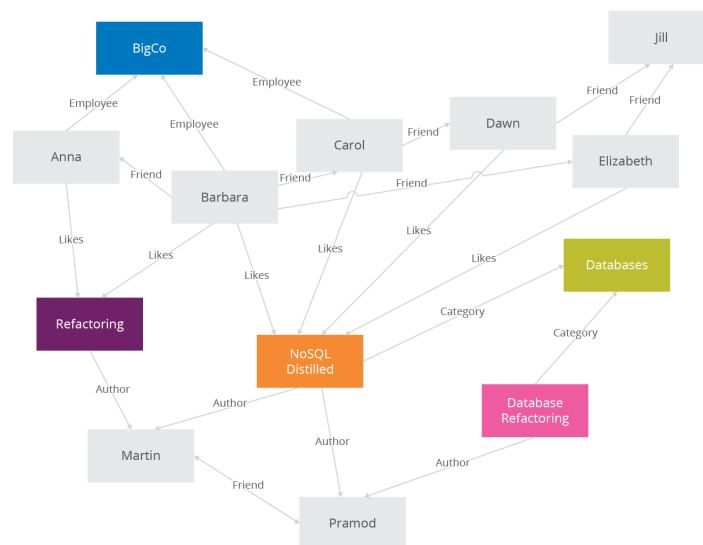 BigCo
Jill
Employee
Employee
Friend
Friend
Dawn
Employee
Friend
Carol
Elizabeth
Anna
Friend
Friend
Friend
Barbara
Likes
Likes
Likes
Likes
Likes
Likes
Databases
Refactoring
Category
NoSQL
Distilled
Category
Author
Author
Database
Refactoring
Author
Martin
Author
Friend
Pramod